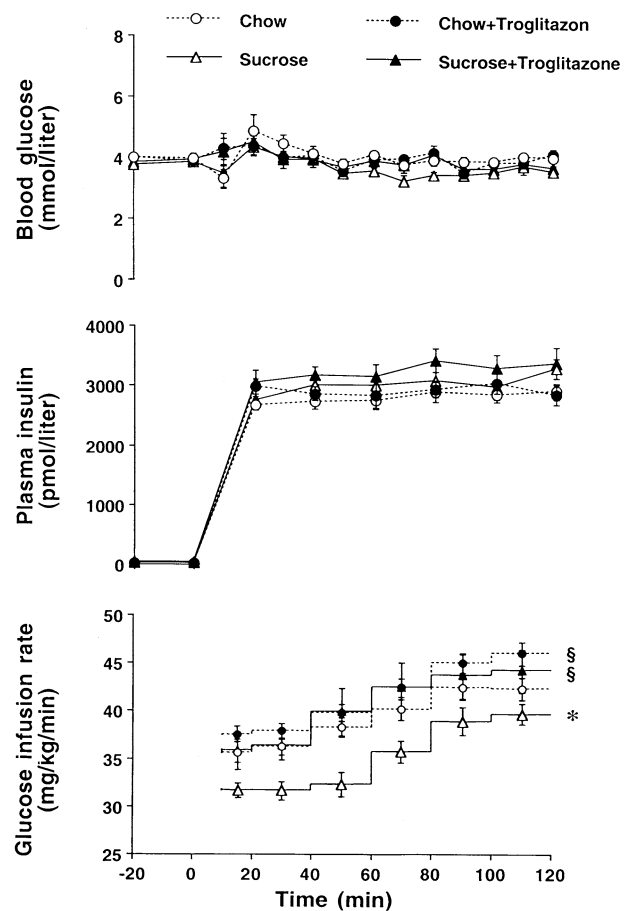 Chow
Chow+Troglitazon
Sucrose
Sucrose+Troglitazone
Blood glucose
(mmol/liter)
8
6
4
2
0
Plasma insulin
(pmol/liter)
4000
3000
2000
1000
0
Glucose infusion rate
(mg/kg/min)
50
45
40
35
30
25
§
§
*
-20 0 20 40 60 80 100 120
Time (min)